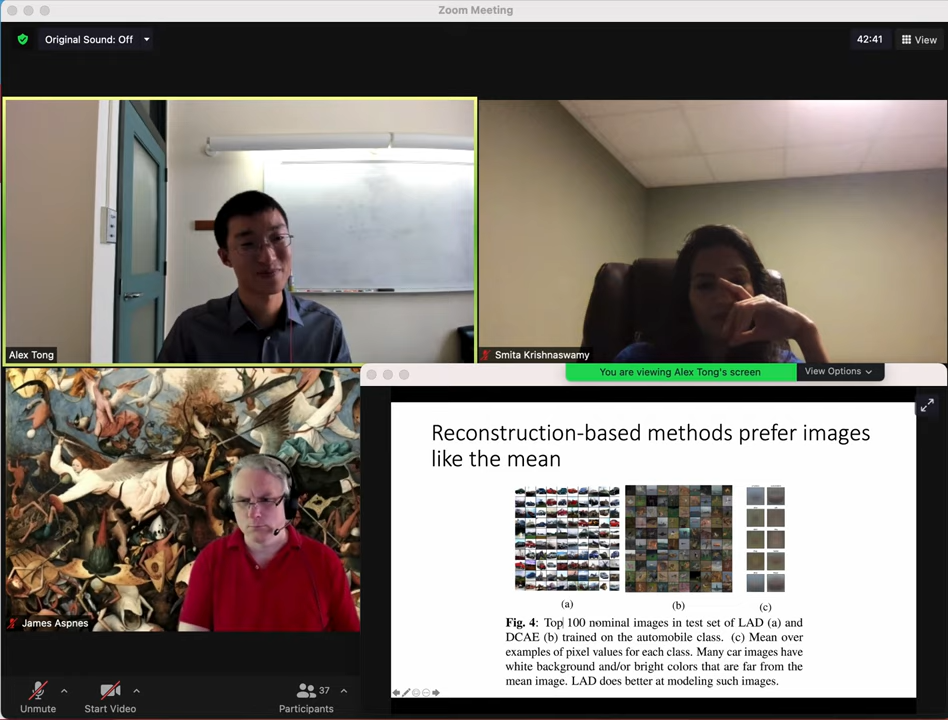 Zoom Meeting
Original Sound: Off
42:41
View
Alex Tong
Smita Krishnaswamy
You are viewing Alex Tong's screen
View Options
Reconstruction-based methods prefer images
like the mean
(a)
(b)
(c)
Fig. 4: Top 100 nominal images in test set of LAD (a) and
DCAE (b) trained on the automobile class. (c) Mean over
examples of pixel values for each class. Many car images have
white background and/or bright colors that are far from the
mean image. LAD does better at modeling such images.
James Aspnes
Unmute
Start Video
37
Participants